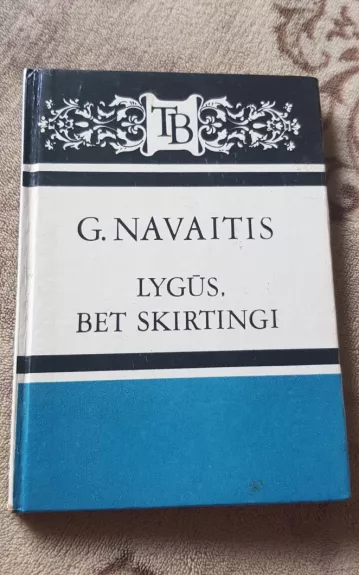 TB
G. NAVAITIS
LYGŪS,
BET SKIRTINGI